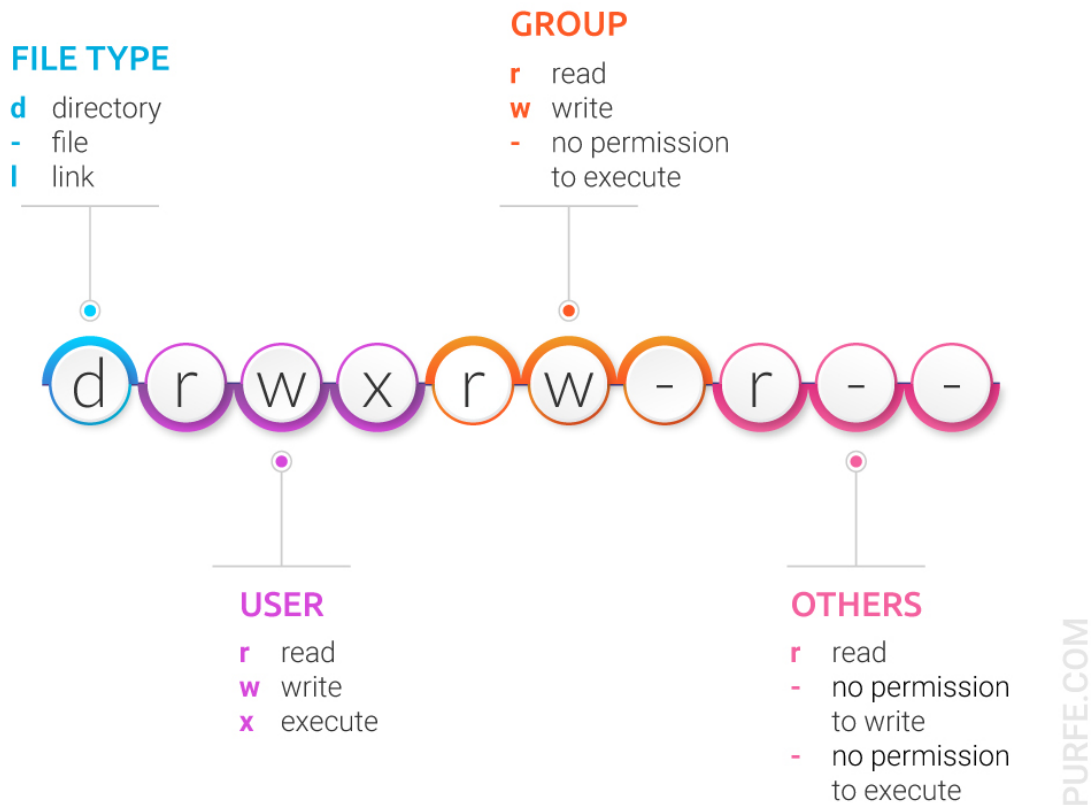 FILE TYPE
d directory
- file
l link
GROUP
r read
w write
- no permission
to execute
d r w x r w - r - -
USER
r read
w write
x execute
OTHERS
r read
- no permission
to write
- no permission
to execute
PURFE.COM